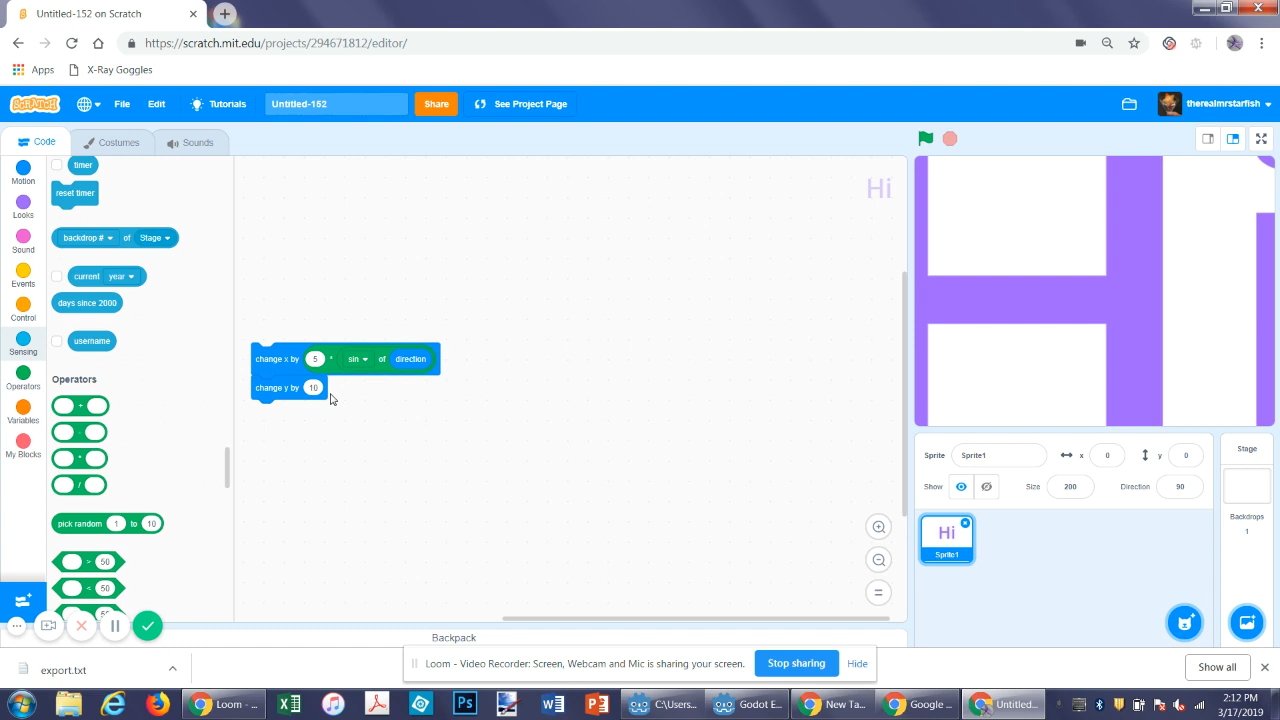 Untitled-152 on Scratch
https://scratch.mit.edu/projects/294671812/editor/
Apps X-Ray Goggles
SCRATCH File Edit Tutorials Untitled-152 Share See Project Page therealmrstarfish
Code Costumes Sounds
Motion
Looks
Sound
Events
Control
Sensing
Operators
Variables
My Blocks
timer
reset timer
backdrop # of Stage
current year
days since 2000
username
Operators
+
-
*
/
pick random 1 to 10
> 50
< 50
50
Hi
change x by 5 * sin of direction
change y by 10
Sprite Sprite1 x 0 y 0
Show Size 200 Direction 90
Hi
Sprite1
Stage
Backdrops
1
Backpack
Loom - Video Recorder: Screen, Webcam and Mic is sharing your screen. Stop sharing Hide
export.txt
Show all
Loom - ...
C:\Users...
Godot E...
New Ta...
Google ...
Untitled...
2:12 PM
3/17/2019